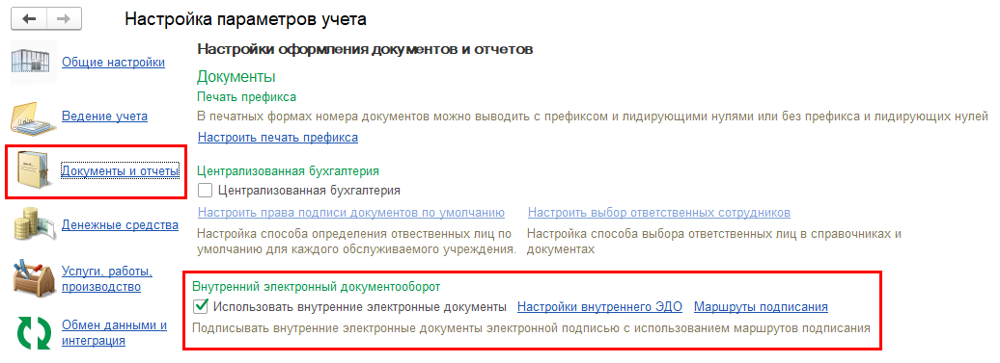 Настройка параметров учета
Общие настройки
Ведение учета
Документы и отчеты
Денежные средства
Услуги, работы,
производство
Обмен данными и
интеграция
Настройки оформления документов и отчетов
Документы
Печать префикса
В печатных формах номера документов можно выводить с префиксом и лидирующими нулями или без префикса и лидирующих нулей
Настроить печать префикса
Централизованная бухгалтерия
Централизованная бухгалтерия
Настроить права подписи документов по умолчанию
Настройка способа определения отвественных лиц по
умолчанию для каждого обслуживаемого учреждения.
Настроить выбор ответственных сотрудников
Настройка способа выбора ответственных лиц в справочниках и
документах
Внутренний электронный документооборот
Использовать внутренние электронные документы Настройки внутреннего ЭДО Маршруты подписания
Подписывать внутренние электронные документы электронной подписью с использованием маршрутов подписания